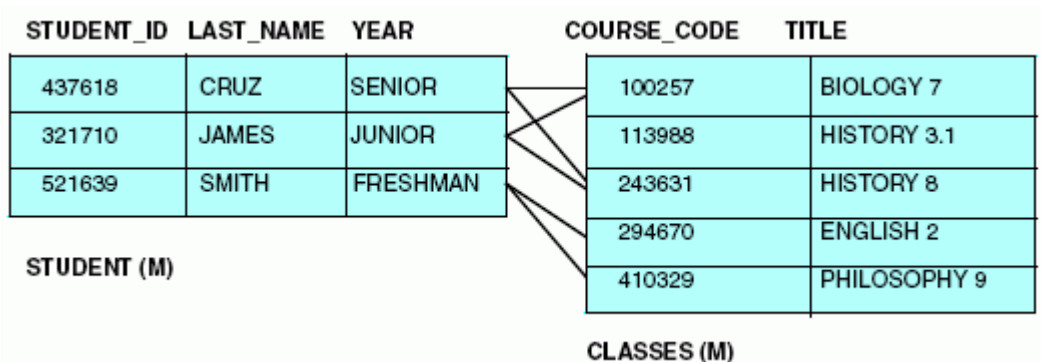 STUDENT_ID LAST_NAME YEAR COURSE_CODE TITLE
437618 CRUZ SENIOR 100257 BIOLOGY 7
321710 JAMES JUNIOR 113988 HISTORY 3.1
521639 SMITH FRESHMAN 243631 HISTORY 8
294670 ENGLISH 2
STUDENT (M) 410329 PHILOSOPHY 9
CLASSES (M)